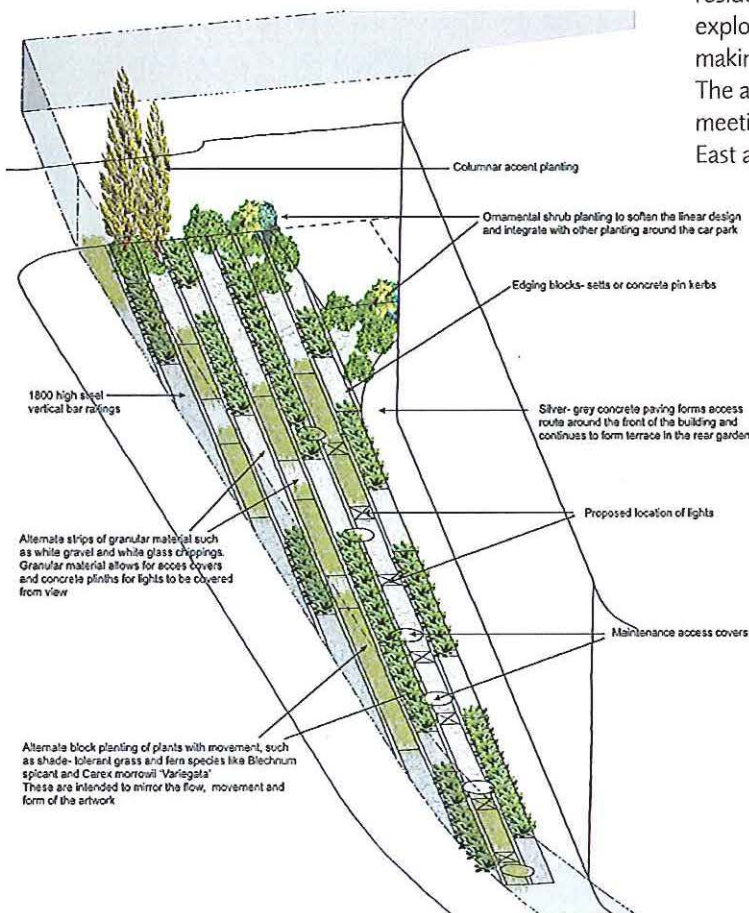 reside
explo
makin
The a
meeti
East a
Columnar accent planting
Ornamental shrub planting to soften the linear design
and integrate with other planting around the car park
Edging blocks- setts or concrete pin kerbs
1800 high steel
vertical bar railings
Silver- grey concrete paving forms access
route around the front of the building and
continues to form terrace in the rear garden
Alternate strips of granular material such
as white gravel and white glass chippings.
Granular material allows for acces covers
and concrete plinths for lights to be covered
from view
Proposed location of lights
Maintenance access covers
Alternate block planting of plants with movement, such
as shade- tolerant grass and fern species like Blechnum
spicant and Carex morrowii 'Variegata'
These are intended to mirror the flow, movement and
form of the artwork